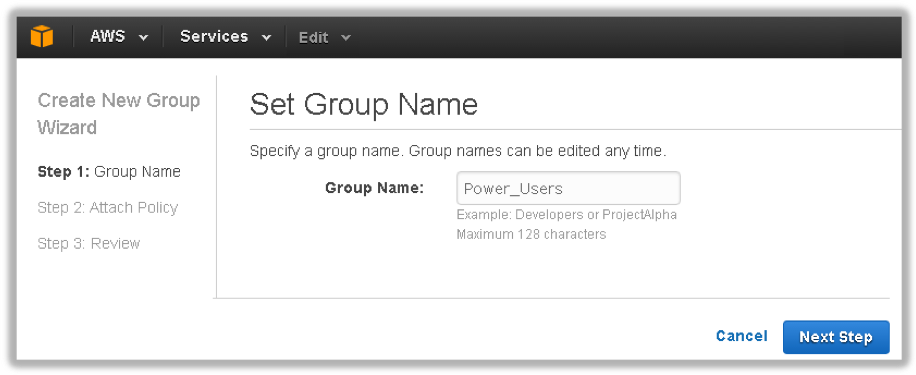 AWS Services Edit
Create New Group
Wizard
Step 1: Group Name
Step 2: Attach Policy
Step 3: Review
Set Group Name
Specify a group name. Group names can be edited any time.
Group Name: Power_Users
Example: Developers or ProjectAlpha
Maximum 128 characters
Cancel Next Step